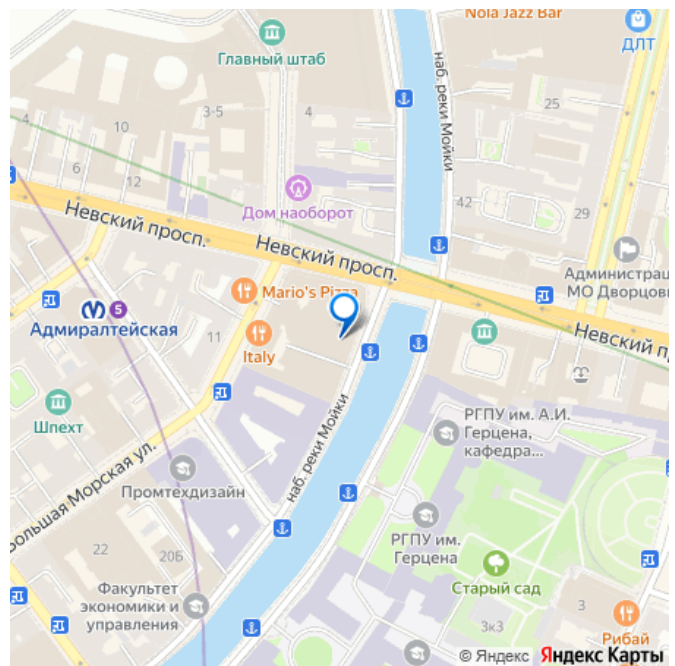 Nola Jazz Bar
ДЛТ
Главный штаб
наб. реки Мойки
3-5
4
10
25
6
12
42
29
Дом наоборот
Невский просп.
Невский просп.
Администрац
МО Дворцовы
Mario's Pizza
5
Адмиралтейская
11
Italy
Невский п
Шпехт
наб. реки Мойки
РГПУ им. А.И.
Герцена,
кафедра...
Большая Морская ул.
Промтехдизайн
РГПУ им.
Герцена
22
20Б
Факультет
экономики и
управления
Старый сад
3
3к3
Рибай
© Яндекс Яндекс Карты